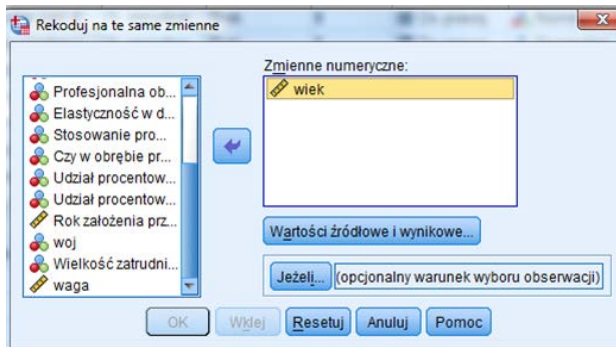 Rekoduj na te same zmienne
Profesjonalna ob...
Elastyczność w d...
Stosowanie pro...
Czy w obrębie pr...
Udział procentow...
Udział procentow...
Rok założenia prz...
woj
Wielkość zatrudni...
waga
Zmienne numeryczne:
wiek
Wartości źródłowe i wynikowe...
Jeżeli... (opcjonalny warunek wyboru obserwacji)
OK Wklej Resetuj Anuluj Pomoc